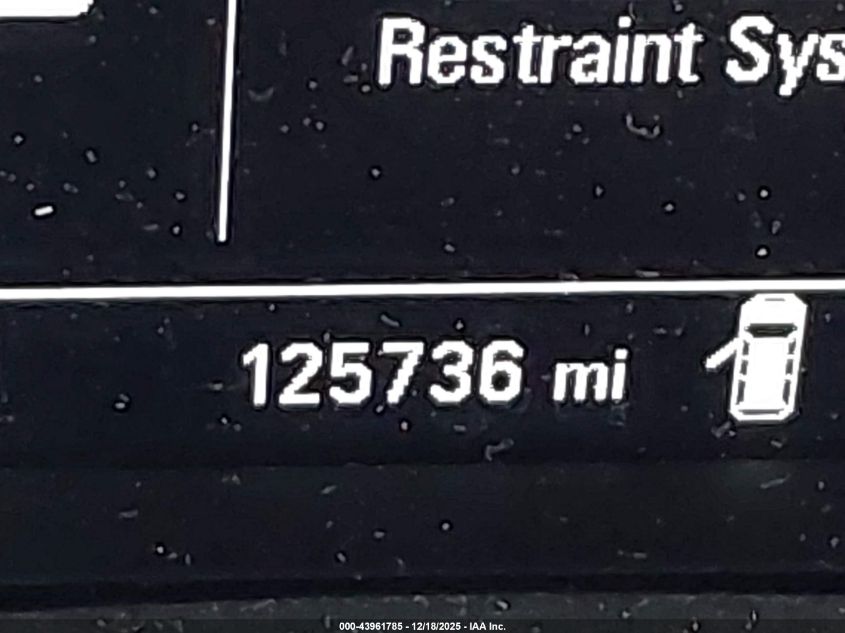 Restraint Sys
125736 mi
000-43961785 - 12/18/2025 - IAA Inc.